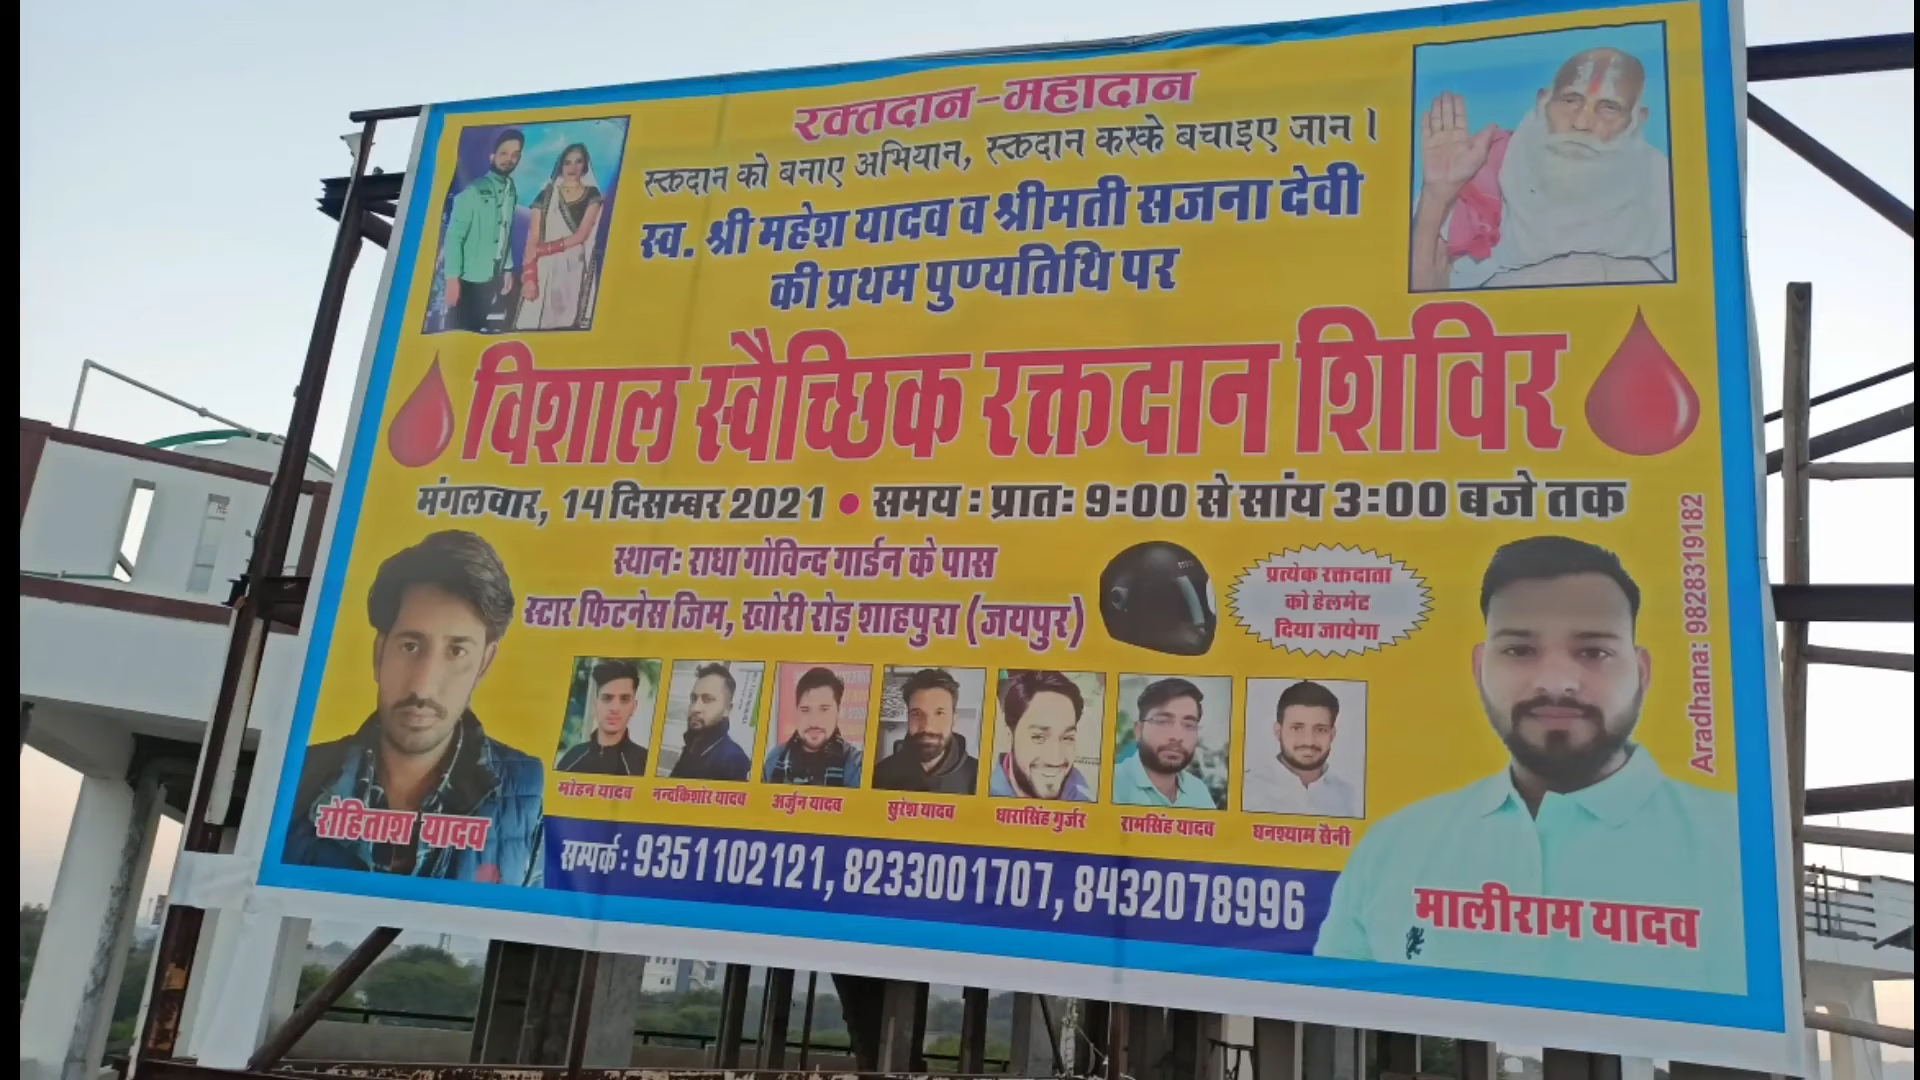 रक्तदान-महादान
रक्तदान को बनाए अभियान, रक्तदान करके बचाइए जान।
स्व. श्री महेश यादव व श्रीमती सजना देवी
की प्रथम पुण्यतिथि पर
विशाल स्वैच्छिक रक्तदान शिविर
मंगलवार, 14 दिसम्बर 2021 • समय : प्रातः 9:00 से सांय 3:00 बजे तक
स्थानः राधा गोविन्द गार्डन के पास
स्टार फिटनेस जिम, खोरी रोड़ शाहपुरा (जयपुर)
प्रत्येक रक्तदाता
को हेलमेट
दिया जायेगा
Aradhana: 9828319182
रोहिताश यादव
मोहन यादव
नन्दकिशोर यादव
अर्जुन यादव
सुरेश यादव
धारासिंह गुर्जर
रामसिंह यादव
घनश्याम सैनी
मालीराम यादव
सम्पर्क : 9351102121, 8233001707, 8432078996